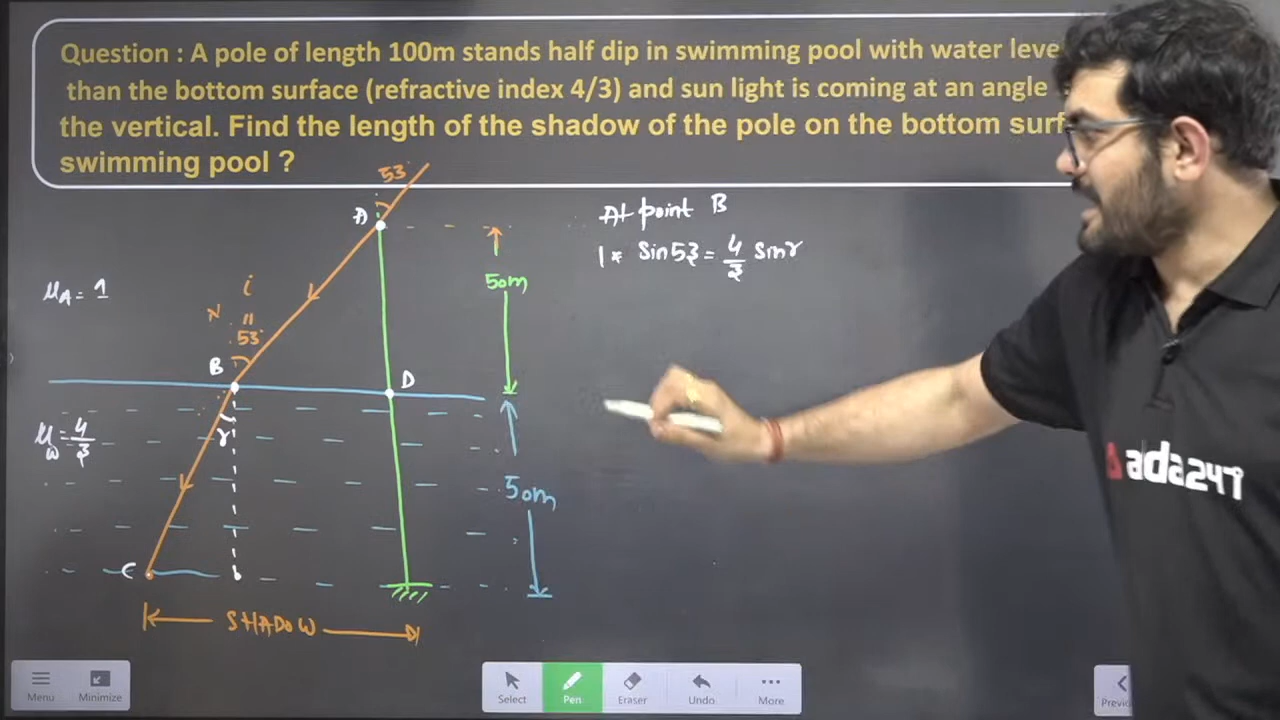 Question : A pole of length 100m stands half dip in swimming pool with water leve
than the bottom surface (refractive index 4/3) and sun light is coming at an angle
the vertical. Find the length of the shadow of the pole on the bottom surf
swimming pool ?
53°
A
At point B
1 * Sin53 = 4/3 Sinr
50m
μA = 1
i
N
=
53°
B
D
μw = 4/3
r
50m
C
SHADOW
ada247
Menu
Minimize
Select
Pen
Eraser
Undo
More
Previo